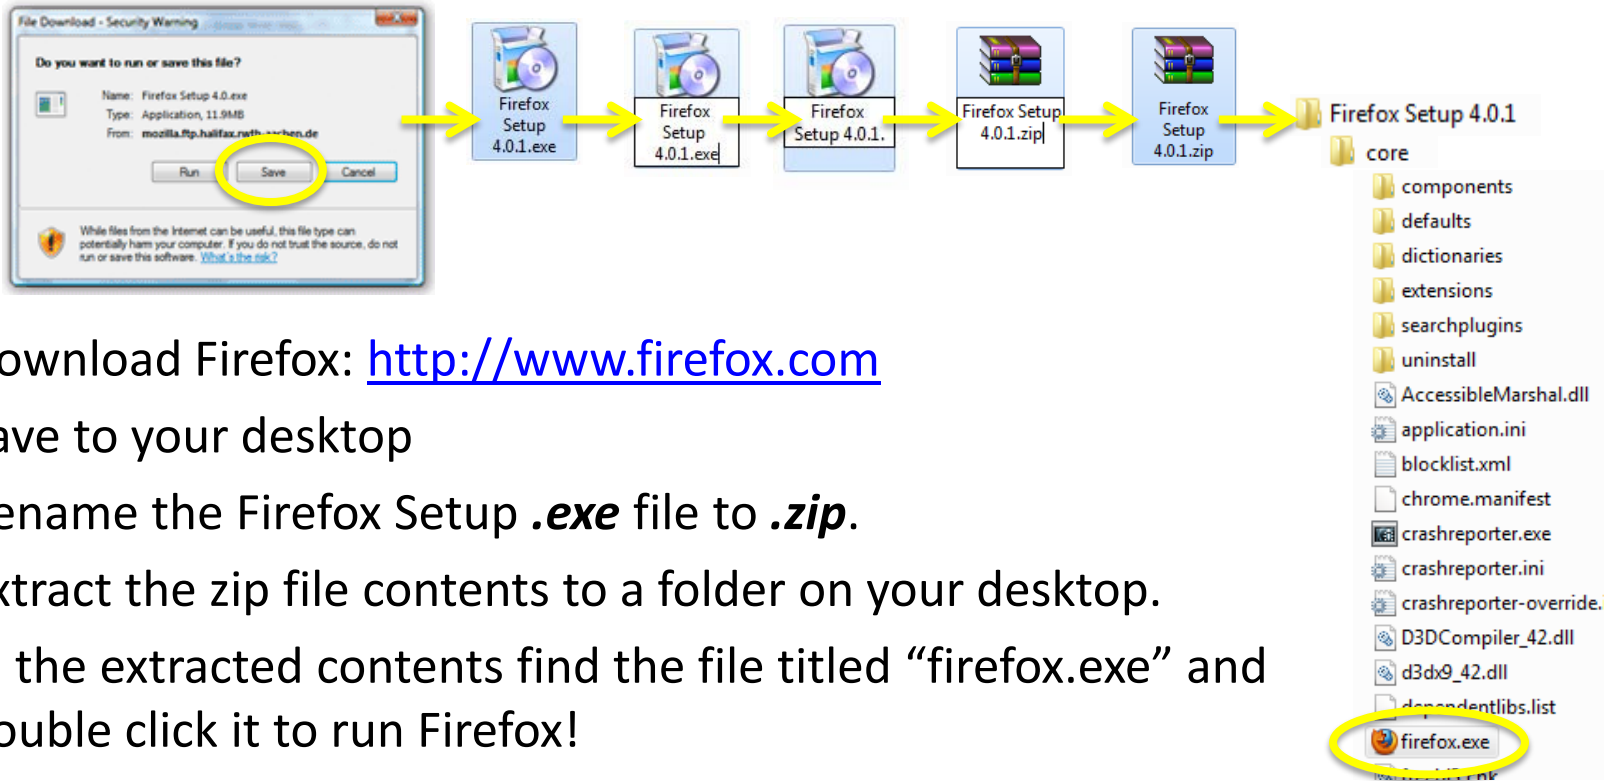 File Download - Security Warning
Do you want to run or save this file?
Name: Firefox Setup 4.0.exe
Type: Application, 11.9MB
From: mozilla.ftp.halifax.rwth-aachen.de
Run Save Cancel
While files from the Internet can be useful, this file type can
potentially harm your computer. If you do not trust the source, do not
run or save this software. What's the risk?
Firefox
Setup
4.0.1.exe
Firefox
Setup
4.0.1.exe
Firefox
Setup 4.0.1.
Firefox Setup
4.0.1.zip
Firefox
Setup
4.0.1.zip
Firefox Setup 4.0.1
core
components
defaults
dictionaries
extensions
searchplugins
uninstall
AccessibleMarshal.dll
application.ini
blocklist.xml
chrome.manifest
crashreporter.exe
crashreporter.ini
crashreporter-override.
D3DCompiler_42.dll
d3dx9_42.dll
dependentlibs.list
firefox.exe
ownload Firefox: http://www.firefox.com
ave to your desktop
ename the Firefox Setup .exe file to .zip.
xtract the zip file contents to a folder on your desktop.
the extracted contents find the file titled “firefox.exe” and
ouble click it to run Firefox!